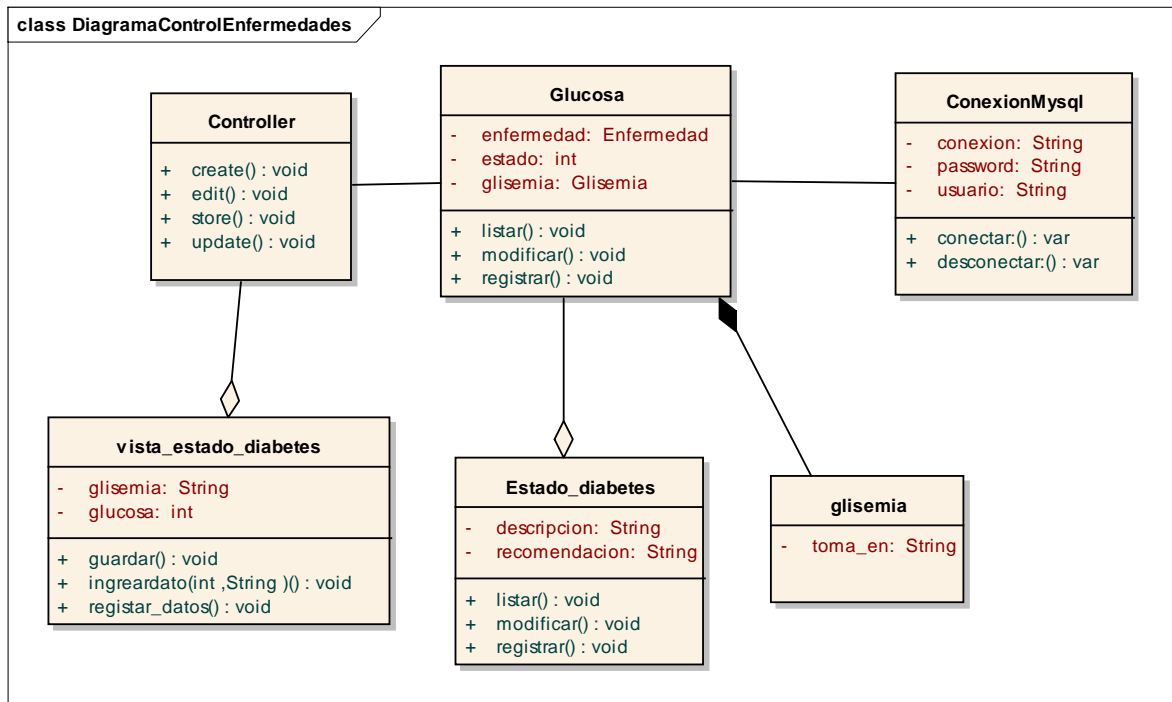 class DiagramaControlEnfermedades
Controller
+ create() : void
+ edit() : void
+ store() : void
+ update() : void
Glucosa
- enfermedad: Enfermedad
- estado: int
- glisemia: Glisemia
+ listar() : void
+ modificar() : void
+ registrar() : void
ConexionMysql
- conexion: String
- password: String
- usuario: String
+ conectar:() : var
+ desconectar:() : var
vista_estado_diabetes
- glisemia: String
- glucosa: int
+ guardar() : void
+ ingreardato(int ,String )() : void
+ registar_datos() : void
Estado_diabetes
- descripcion: String
- recomendacion: String
+ listar() : void
+ modificar() : void
+ registrar() : void
glisemia
- toma_en: String